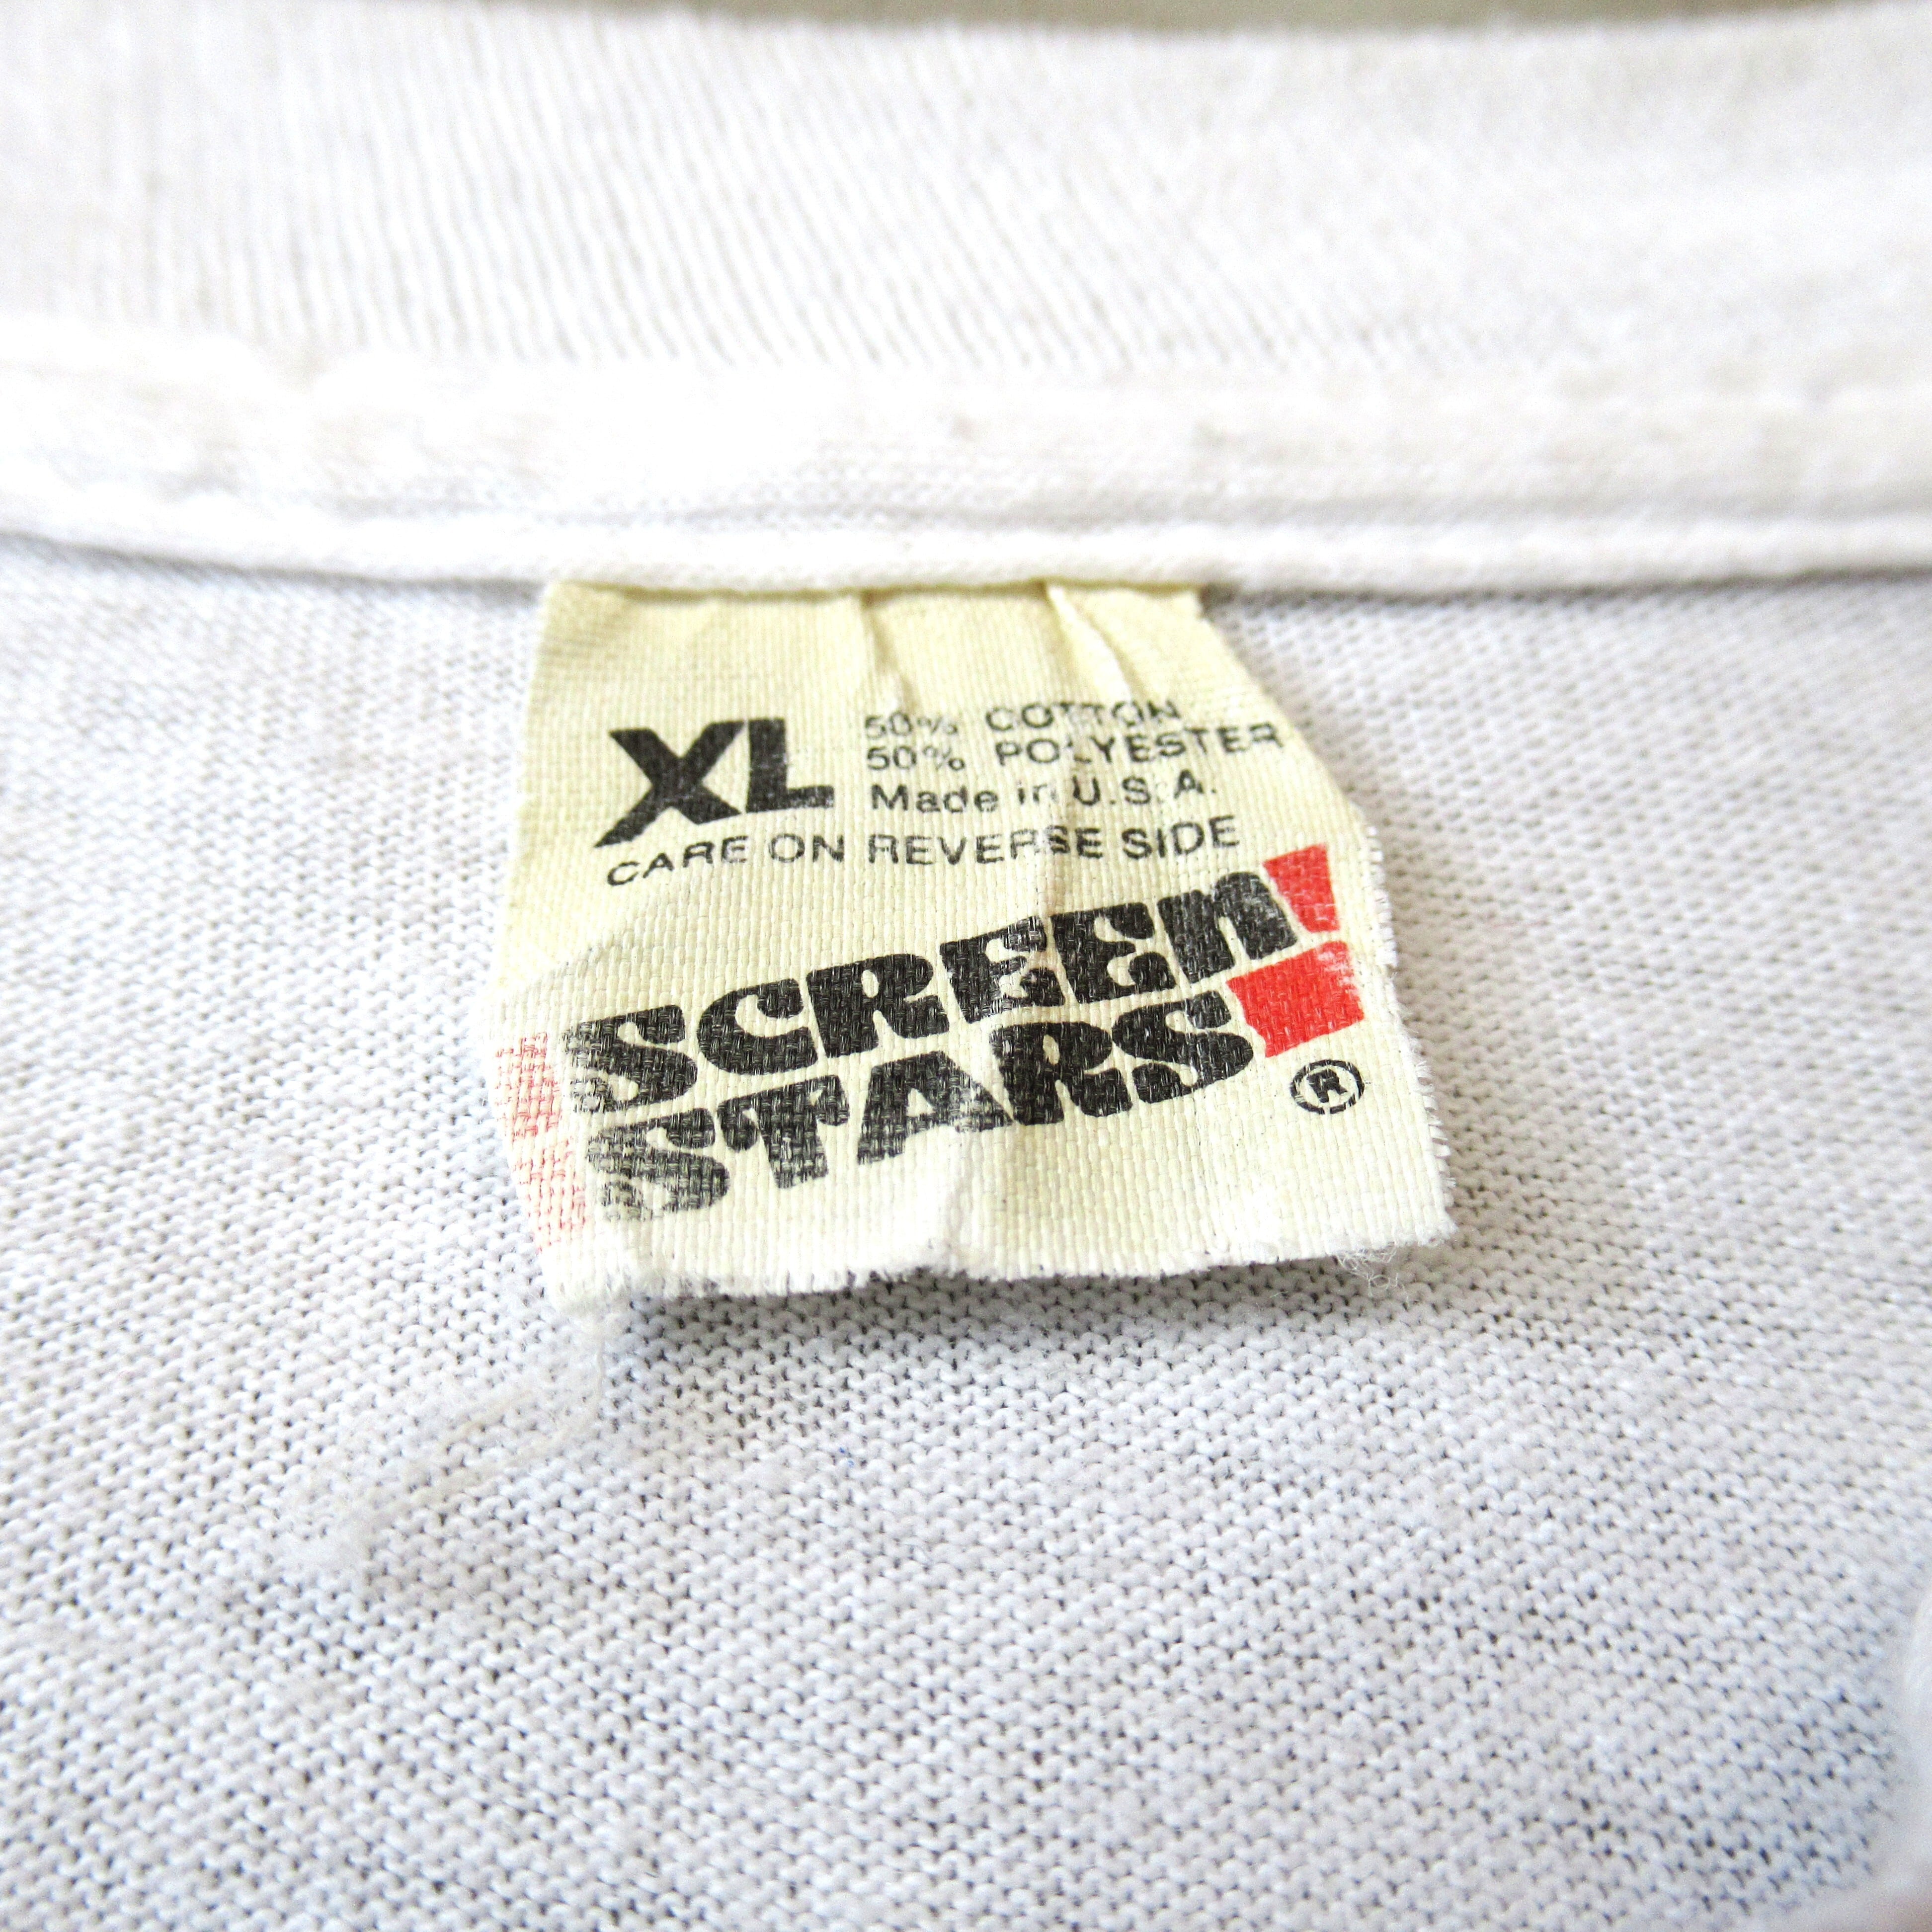 XL
50% COTTON
50% POLYESTER
Made in U.S.A.
CARE ON REVERSE SIDE
SCREEN
STARS
®